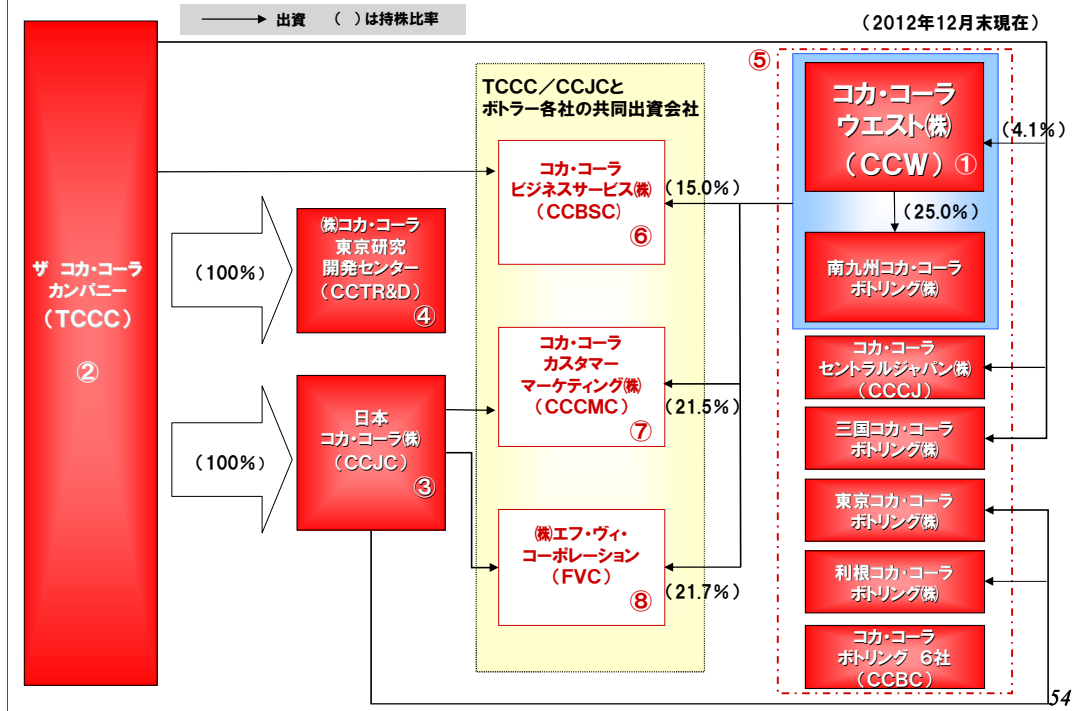 出資　（　）は持株比率
（2012年12月末現在）
ザ コカ・コーラ
カンパニー
（TCCC）
②
（100%）
（100%）
㈱コカ・コーラ
東京研究
開発センター
（CCTR&D）
④
日本
コカ・コーラ㈱
（CCJC）
③
TCCC／CCJCと
ボトラー各社の共同出資会社
コカ・コーラ
ビジネスサービス㈱
（CCBSC）
⑥
（15.0%）
コカ・コーラ
カスタマー
マーケティング㈱
（CCCMC）
⑦
（21.5%）
㈱エフ・ヴィ・
コーポレーション
（FVC）
⑧
（21.7%）
⑤
コカ・コーラ
ウエスト㈱
（CCW）①
（4.1%）
（25.0%）
南九州コカ・コーラ
ボトリング㈱
コカ・コーラ
セントラルジャパン㈱
（CCCJ）
三国コカ・コーラ
ボトリング㈱
東京コカ・コーラ
ボトリング㈱
利根コカ・コーラ
ボトリング㈱
コカ・コーラ
ボトリング 6社
（CCBC）
54